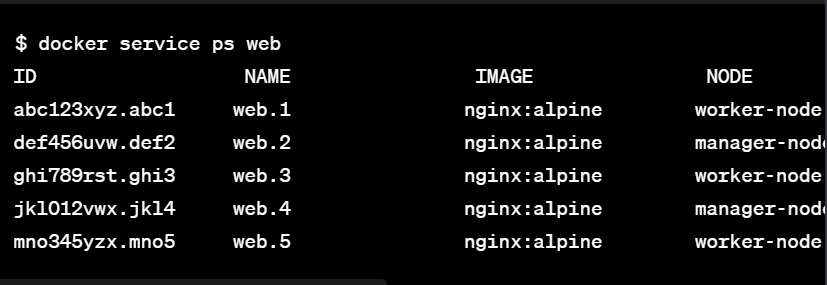 $ docker service ps web
ID NAME IMAGE NODE
abc123xyz.abc1 web.1 nginx:alpine worker-node
def456uvw.def2 web.2 nginx:alpine manager-node
ghi789rst.ghi3 web.3 nginx:alpine worker-node
jkl012vwx.jkl4 web.4 nginx:alpine manager-node
mno345yzx.mno5 web.5 nginx:alpine worker-node